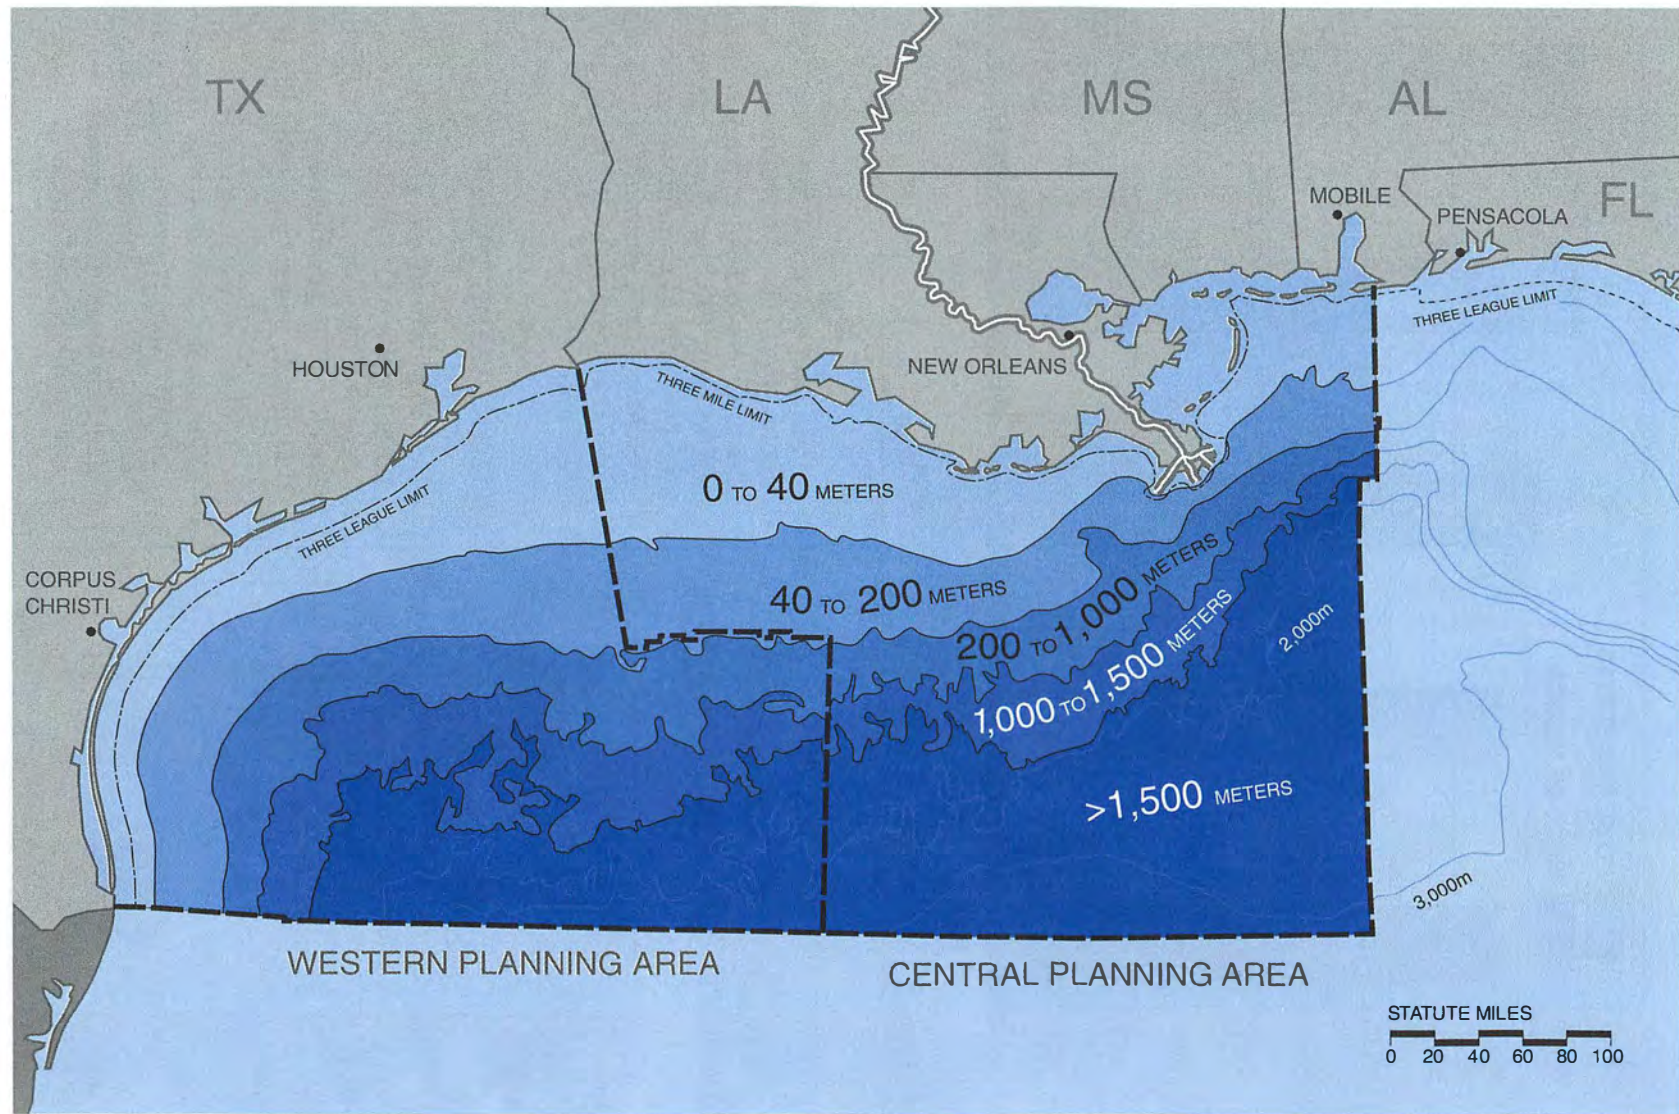 TX
LA
MS
AL
FL
MOBILE
PENSACOLA
THREE LEAGUE LIMIT
HOUSTON
NEW ORLEANS
THREE MILE LIMIT
THREE LEAGUE LIMIT
0 TO 40 METERS
CORPUS
CHRISTI
40 TO 200 METERS
200 TO 1,000 METERS
1,000 TO 1,500 METERS
2,000m
>1,500 METERS
3,000m
WESTERN PLANNING AREA
CENTRAL PLANNING AREA
STATUTE MILES
0 20 40 60 80 100